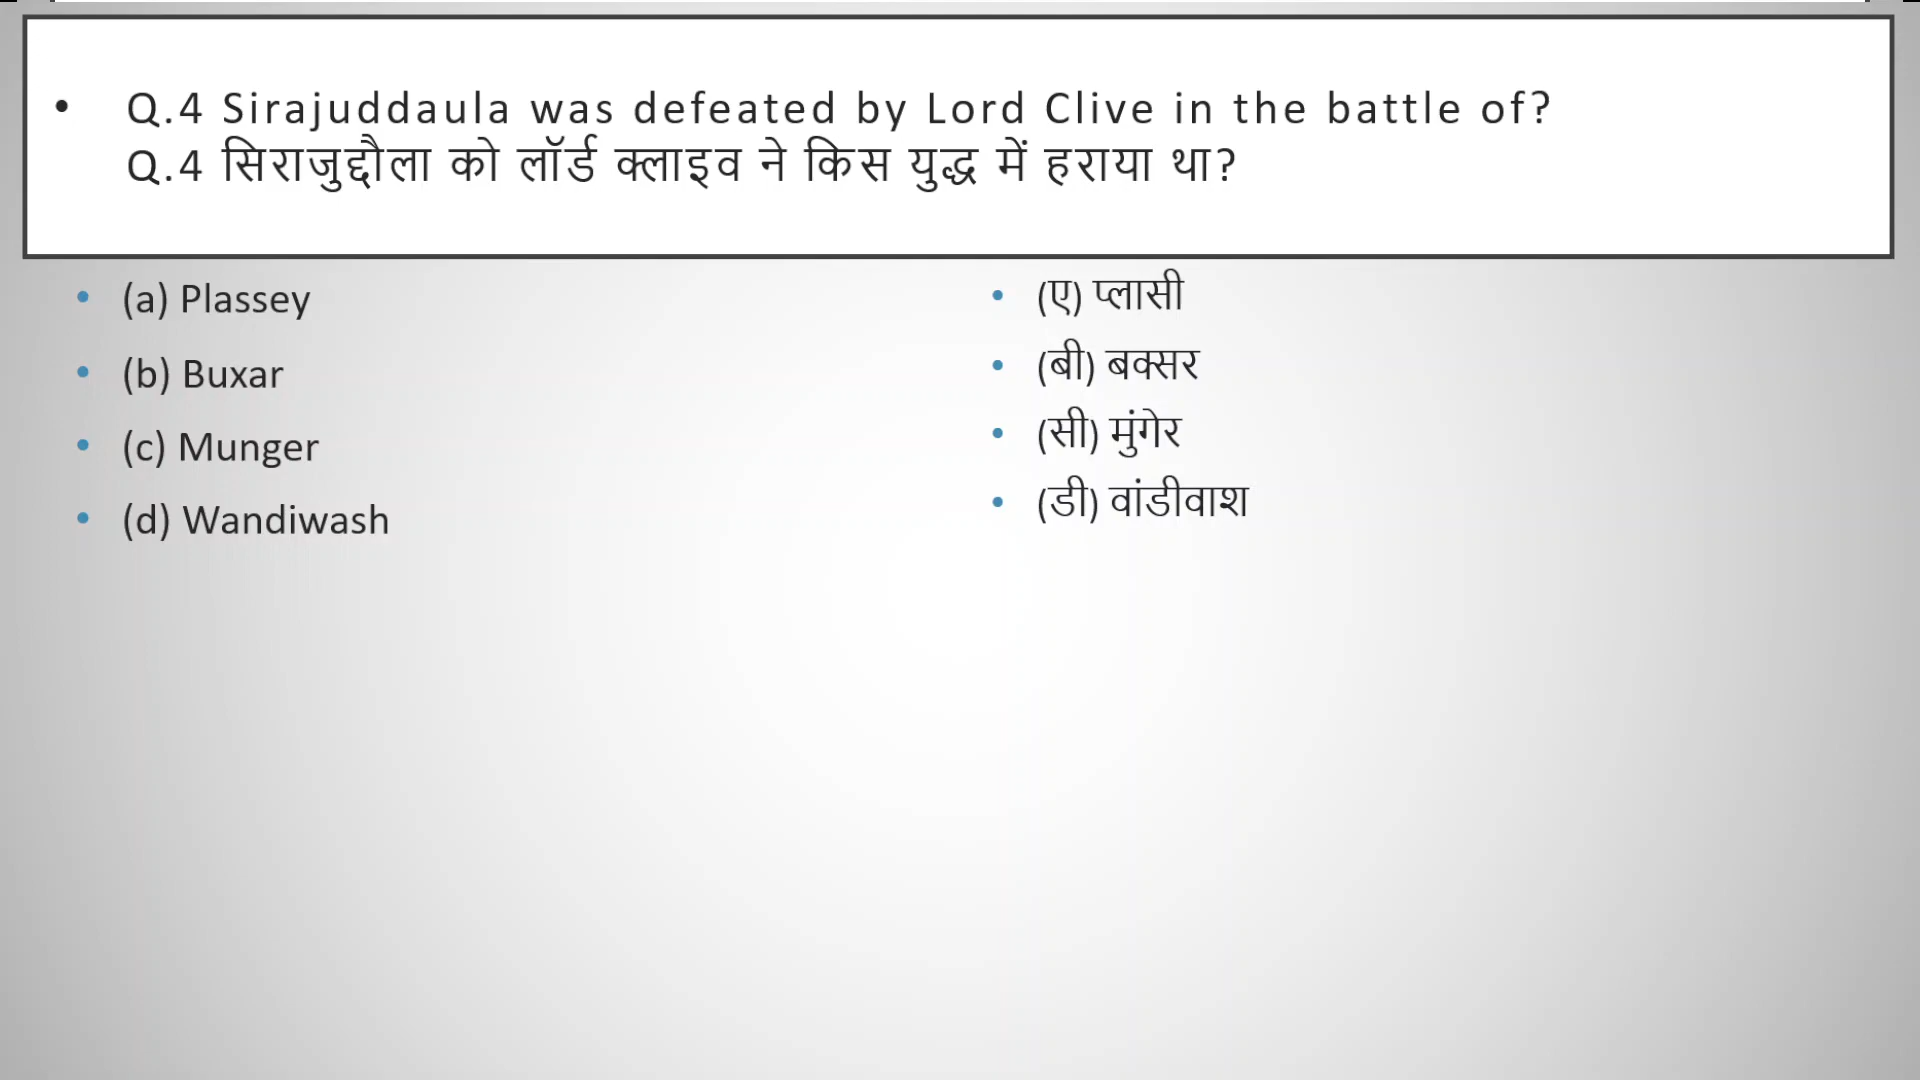 • Q.4 Sirajuddaula was defeated by Lord Clive in the battle of?
Q.4 सिराजुद्दौला को लॉर्ड क्लाइव ने किस युद्ध में हराया था?
• (a) Plassey
• (b) Buxar
• (c) Munger
• (d) Wandiwash
• (ए) प्लासी
• (बी) बक्सर
• (सी) मुंगेर
• (डी) वांडीवाश